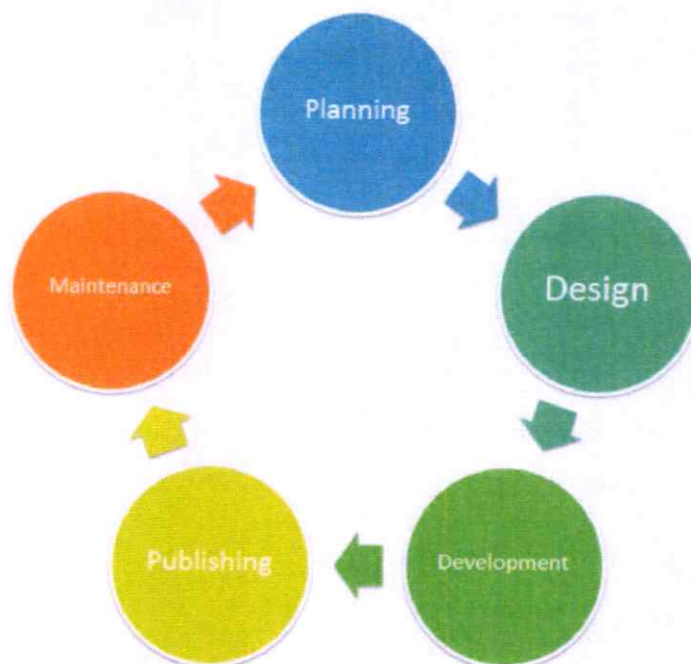 Planning
Design
Development
Publishing
Maintenance